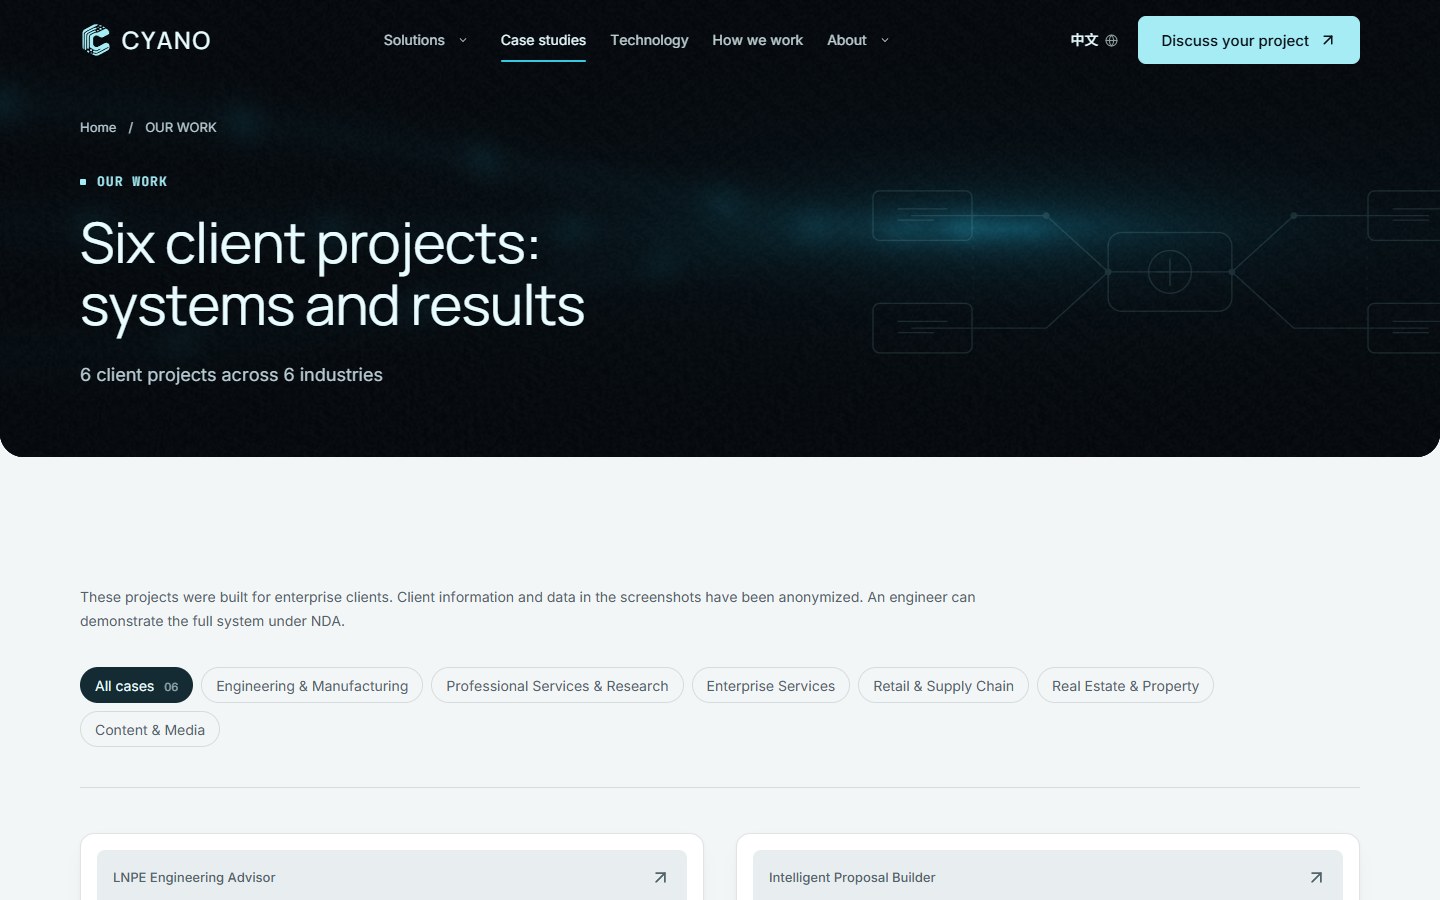 CYANO
Solutions
Case studies
Technology
How we work
About
中文
Discuss your project
Home / OUR WORK
OUR WORK
Six client projects:
systems and results
6 client projects across 6 industries
These projects were built for enterprise clients. Client information and data in the screenshots have been anonymized. An engineer can
demonstrate the full system under NDA.
All cases 06
Engineering & Manufacturing
Professional Services & Research
Enterprise Services
Retail & Supply Chain
Real Estate & Property
Content & Media
LNPE Engineering Advisor
Intelligent Proposal Builder